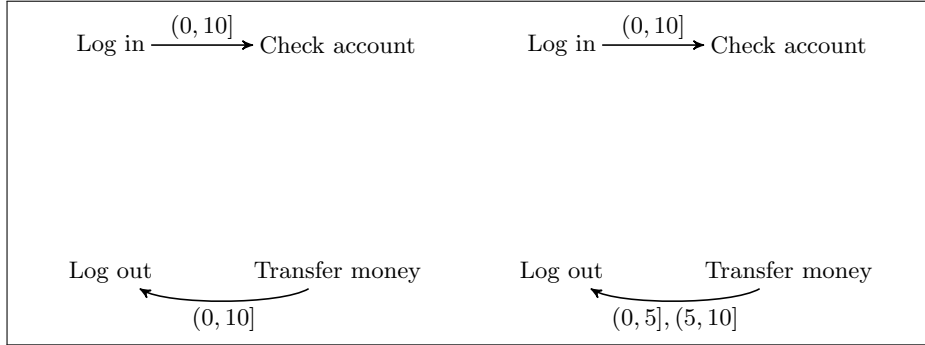 (0, 10] (0, 10]
Log in Check account Log in Check account
Log out Transfer money Log out Transfer money
(0, 10] (0, 5], (5, 10]